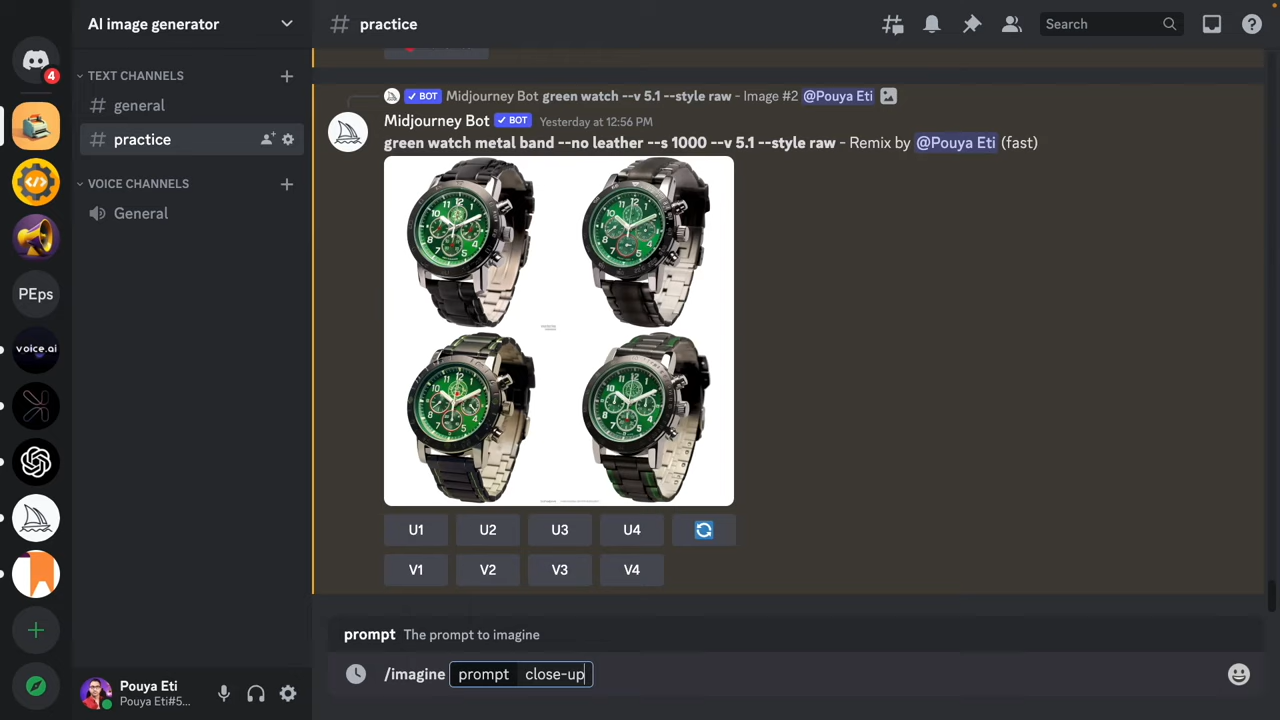 AI image generator
practice
Search
4
TEXT CHANNELS
general
practice
VOICE CHANNELS
General
PEps
voice.ai
BOT Midjourney Bot green watch --v 5.1 --style raw - Image #2 @Pouya Eti
Midjourney Bot BOT Yesterday at 12:56 PM
green watch metal band --no leather --s 1000 --v 5.1 --style raw - Remix by @Pouya Eti (fast)
U1 U2 U3 U4
V1 V2 V3 V4
prompt The prompt to imagine
/imagine prompt close-up
Pouya Eti
Pouya Eti#5...